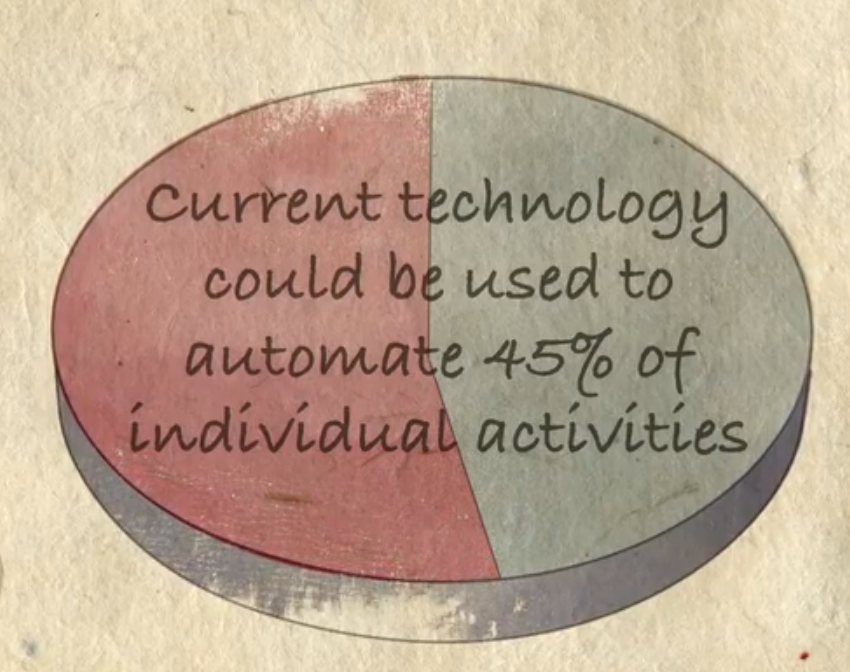 Current technology
could be used to
automate 45% of
individual activities